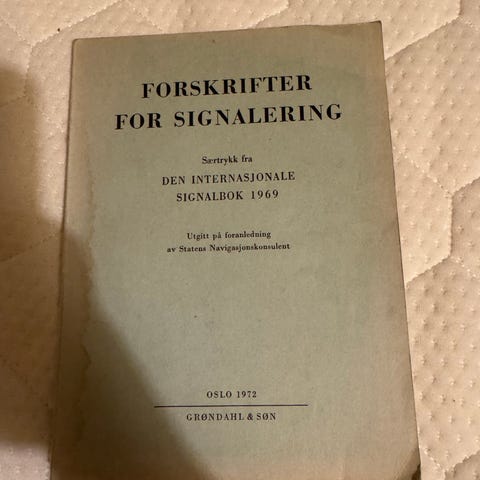 FORSKRIFTER
FOR SIGNALERING
Særtrykk fra
DEN INTERNASJONALE
SIGNALBOK 1969
Utgitt på foranledning
av Statens Navigasjonskonsulent
OSLO 1972
GRØNDAHL & SØN